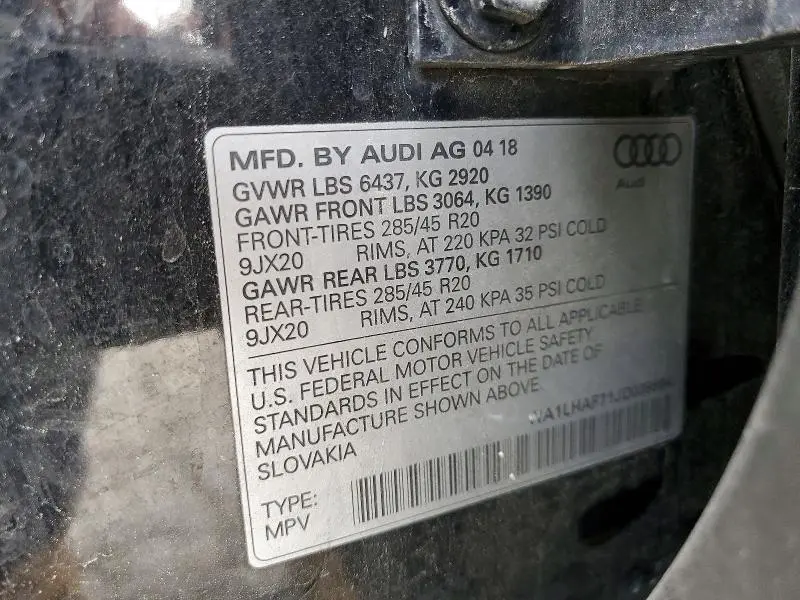 MFD. BY AUDI AG 04 18
Audi
GVWR LBS 6437, KG 2920
GAWR FRONT LBS 3064, KG 1390
FRONT-TIRES 285/45 R20
9JX20 RIMS, AT 220 KPA 32 PSI COLD
GAWR REAR LBS 3770, KG 1710
REAR-TIRES 285/45 R20
9JX20 RIMS, AT 240 KPA 35 PSI COLD
THIS VEHICLE CONFORMS TO ALL APPLICABLE
U.S. FEDERAL MOTOR VEHICLE SAFETY
STANDARDS IN EFFECT ON THE DATE OF
MANUFACTURE SHOWN ABOVE.
SLOVAKIA
TYPE:
MPV